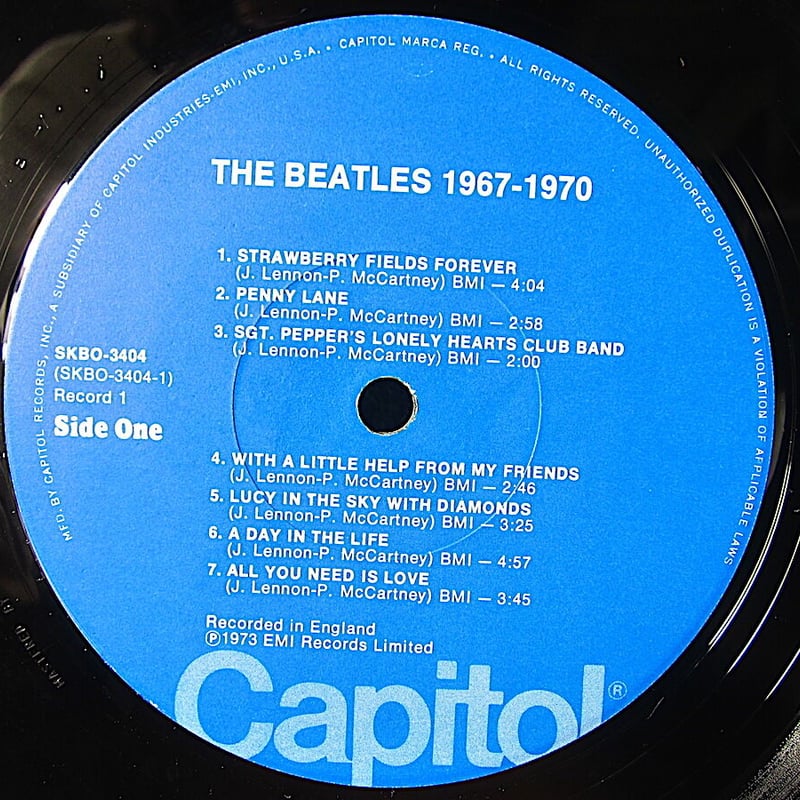 MFD. BY CAPITOL RECORDS, INC., A SUBSIDIARY OF CAPITOL INDUSTRIES-EMI, INC., U.S.A. • CAPITOL MARCA REG. • ALL RIGHTS RESERVED. UNAUTHORIZED DUPLICATION IS A VIOLATION OF APPLICABLE LAWS
THE BEATLES 1967-1970
1. STRAWBERRY FIELDS FOREVER
(J. Lennon-P. McCartney) BMI — 4:04
2. PENNY LANE
(J. Lennon-P. McCartney) BMI — 2:58
3. SGT. PEPPER'S LONELY HEARTS CLUB BAND
(J. Lennon-P. McCartney) BMI — 2:00
SKBO-3404
(SKBO-3404-1)
Record 1
Side One
4. WITH A LITTLE HELP FROM MY FRIENDS
(J. Lennon-P. McCartney) BMI — 2:46
5. LUCY IN THE SKY WITH DIAMONDS
(J. Lennon-P. McCartney) BMI — 3:25
6. A DAY IN THE LIFE
(J. Lennon-P. McCartney) BMI — 4:57
7. ALL YOU NEED IS LOVE
(J. Lennon-P. McCartney) BMI — 3:45
Recorded in England
℗1973 EMI Records Limited
Capitol®
MASTERED BY